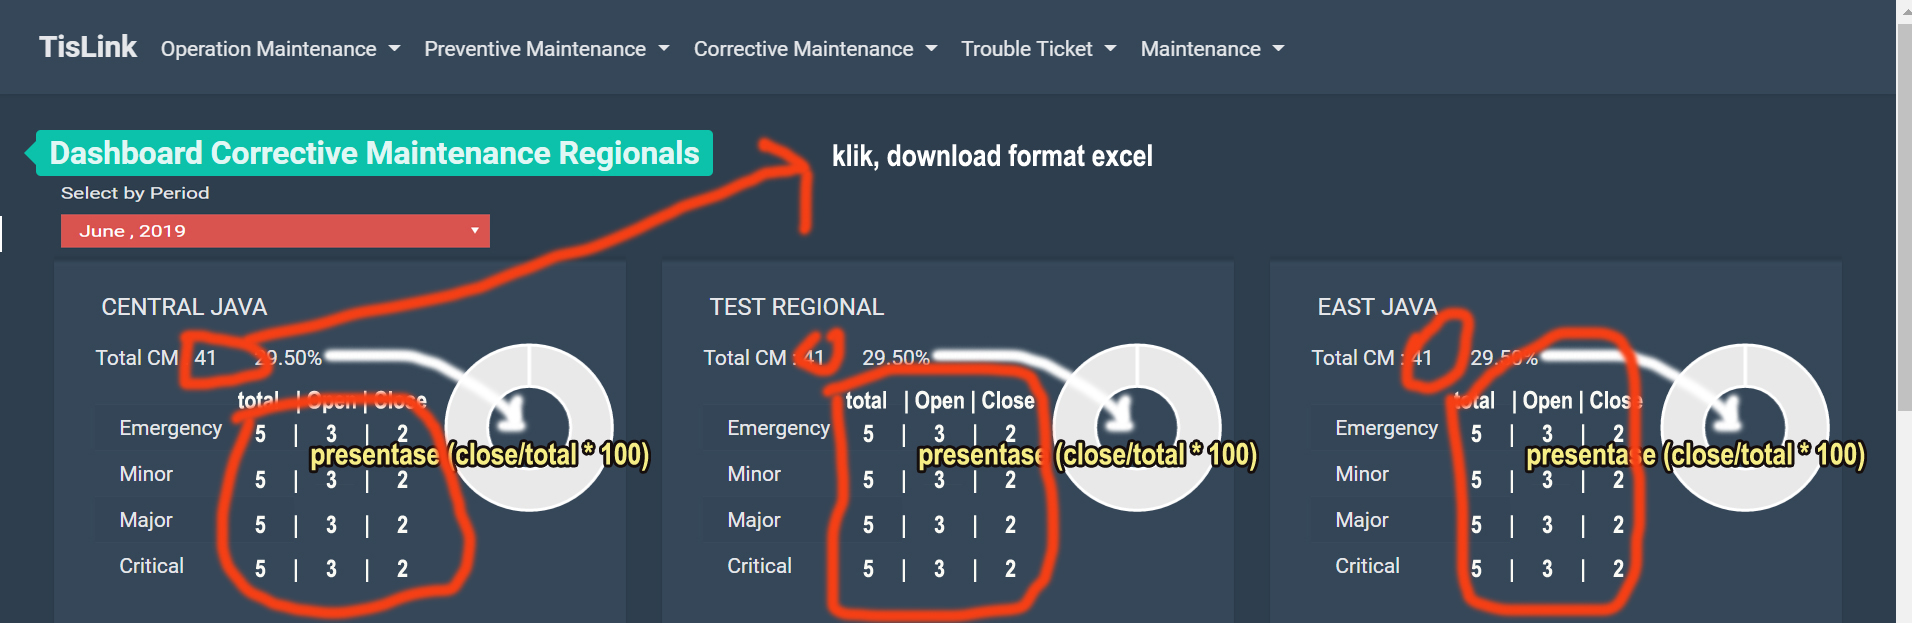 TisLink Operation Maintenance Preventive Maintenance Corrective Maintenance Trouble Ticket Maintenance
Dashboard Corrective Maintenance Regionals
klik, download format excel
Select by Period
June , 2019
CENTRAL JAVA
Total CM : 41 29.50%
total | Open | Close
Emergency 5 | 3 | 2
presentase (close/total * 100)
Minor 5 | 3 | 2
Major 5 | 3 | 2
Critical 5 | 3 | 2
TEST REGIONAL
Total CM : 41 29.50%
total | Open | Close
Emergency 5 | 3 | 2
presentase (close/total * 100)
Minor 5 | 3 | 2
Major 5 | 3 | 2
Critical 5 | 3 | 2
EAST JAVA
Total CM : 41 29.50%
total | Open | Close
Emergency 5 | 3 | 2
presentase (close/total * 100)
Minor 5 | 3 | 2
Major 5 | 3 | 2
Critical 5 | 3 | 2